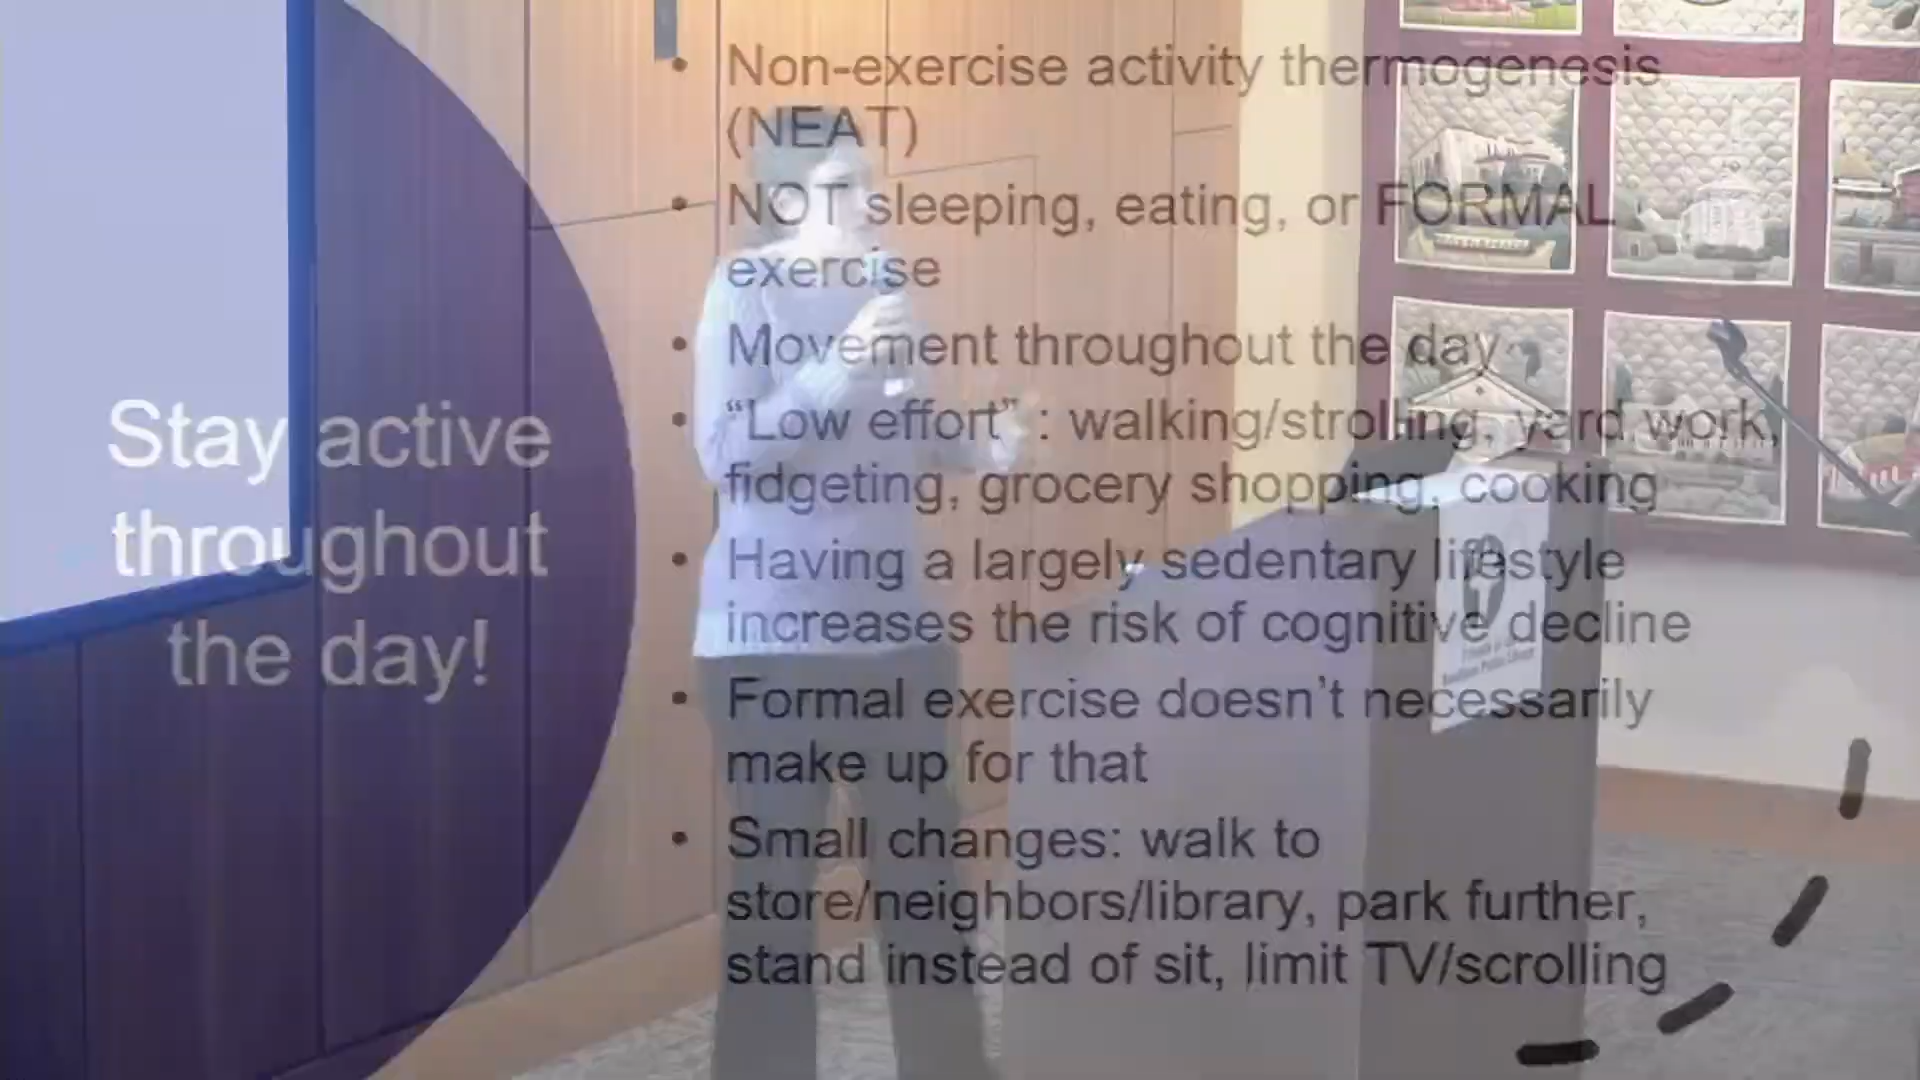 Stay active
throughout
the day!
• Non-exercise activity thermogenesis
(NEAT)
• NOT sleeping, eating, or FORMAL
exercise
• Movement throughout the day
• “Low effort” : walking/strolling, yard work,
fidgeting, grocery shopping, cooking
• Having a largely sedentary lifestyle
increases the risk of cognitive decline
• Formal exercise doesn’t necessarily
make up for that
• Small changes: walk to
store/neighbors/library, park further,
stand instead of sit, limit TV/scrolling
Public Library